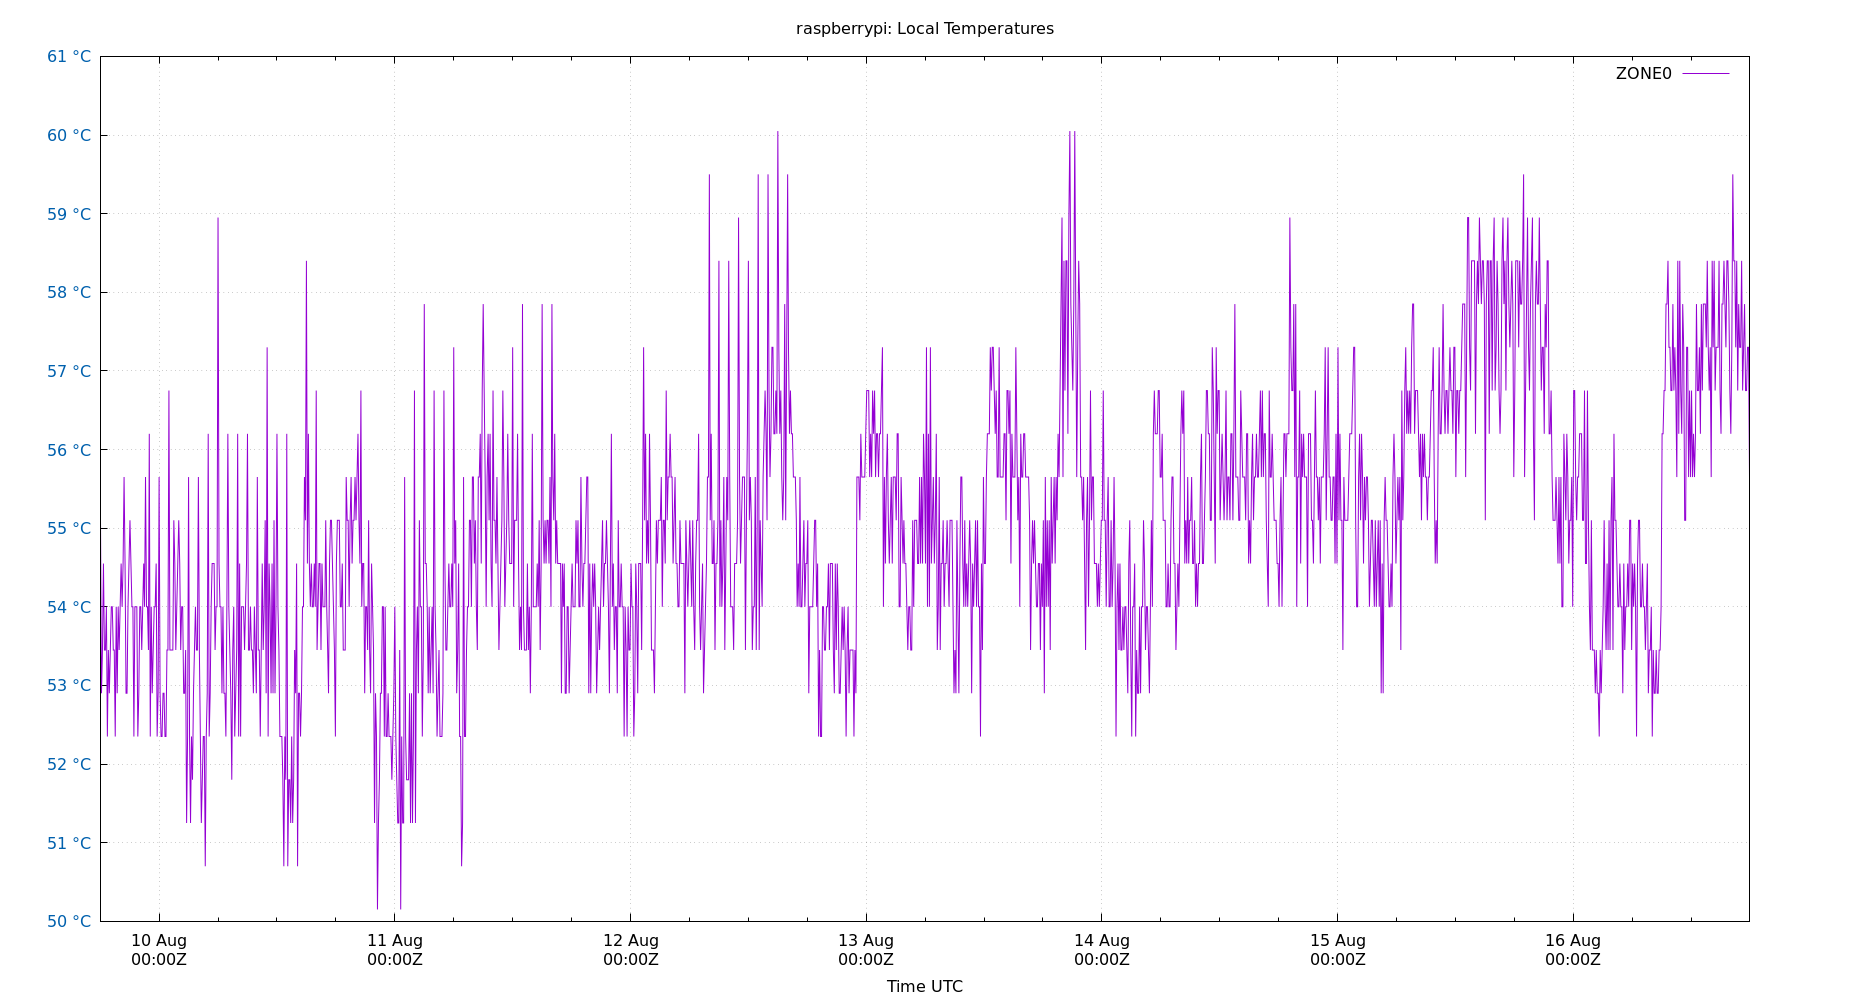 raspberrypi: Local Temperatures
61 °C
ZONE0
60 °C
59 °C
58 °C
57 °C
56 °C
55 °C
54 °C
53 °C
52 °C
51 °C
50 °C
10 Aug 11 Aug 12 Aug 13 Aug 14 Aug 15 Aug 16 Aug
00:00Z 00:00Z 00:00Z 00:00Z 00:00Z 00:00Z 00:00Z
Time UTC